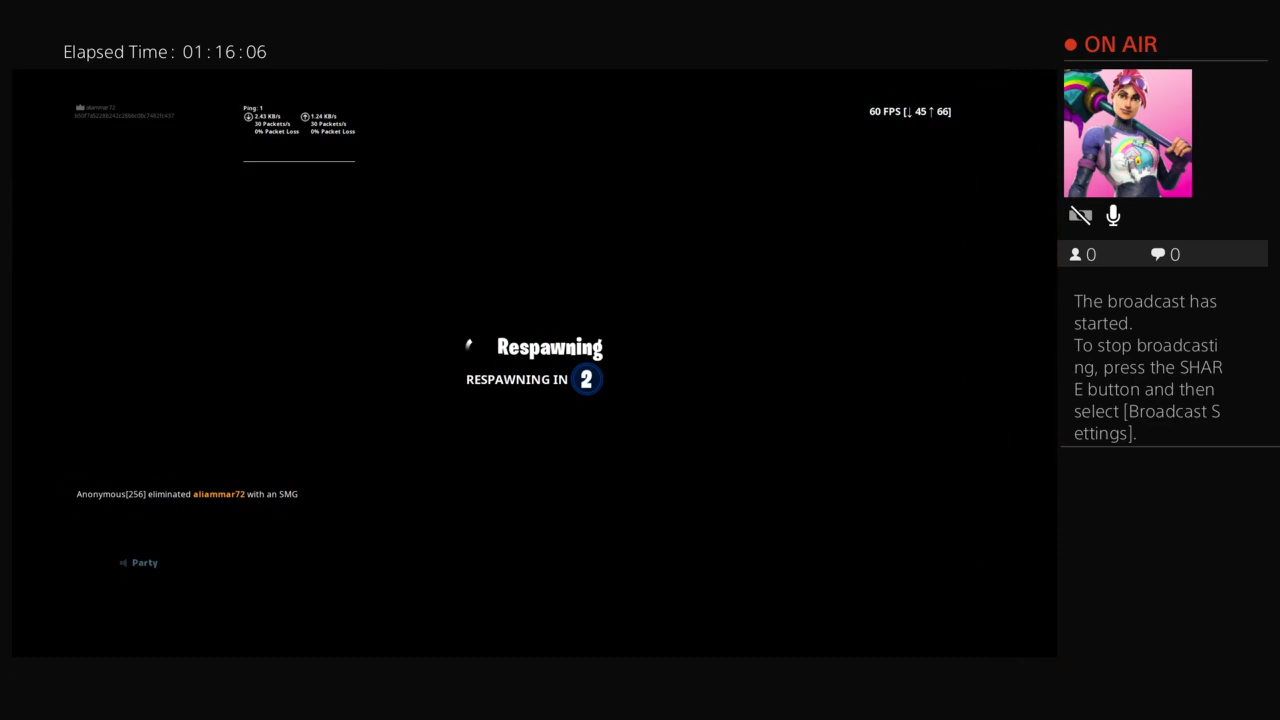 Elapsed Time: 01:16:06
ON AIR
aliammar72
Ping: 1
2.43 KB/s
30 Packets/s
0% Packet Loss
1.24 KB/s
30 Packets/s
0% Packet Loss
60 FPS [↓ 45 ↑ 66]
0
0
The broadcast has
started.
To stop broadcasti
ng, press the SHAR
E button and then
select [Broadcast S
ettings].
Respawning
RESPAWNING IN 2
Anonymous[256] eliminated aliammar72 with an SMG
Party